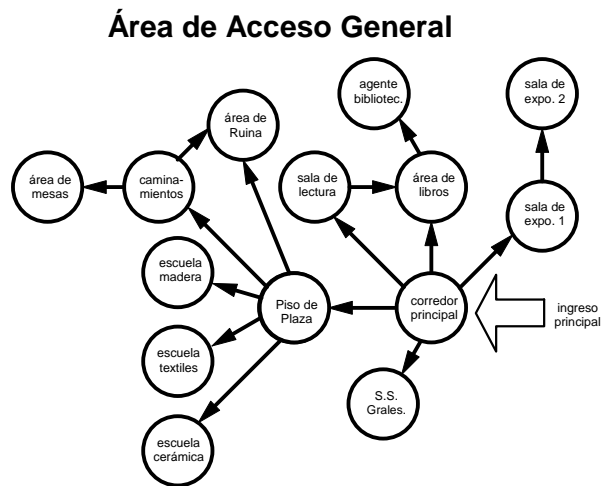 Área de Acceso General
agente
bibliotec.
sala de
expo. 2
área de
Ruina
área de
mesas
camina-
mientos
sala de
lectura
área de
libros
sala de
expo. 1
escuela
madera
Piso de
Plaza
corredor
principal
ingreso
principal
escuela
textiles
S.S.
Grales.
escuela
cerámica